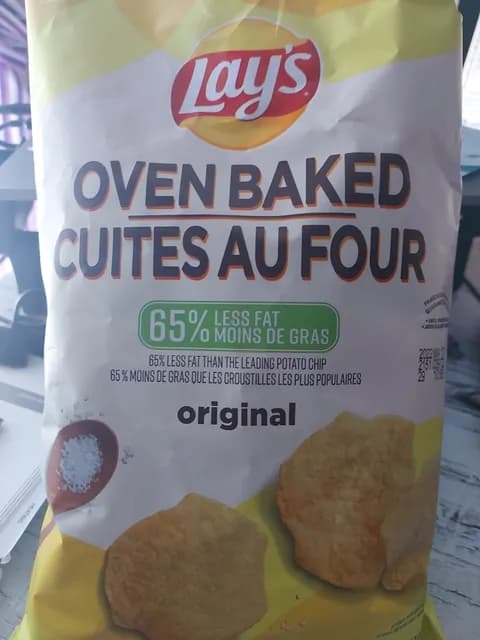 Lay's
OVEN BAKED
CUITES AU FOUR
65% LESS FAT
MOINS DE GRAS
65% LESS FAT THAN THE LEADING POTATO CHIP
65% MOINS DE GRAS QUE LES CROUSTILLES LES PLUS POPULAIRES
original